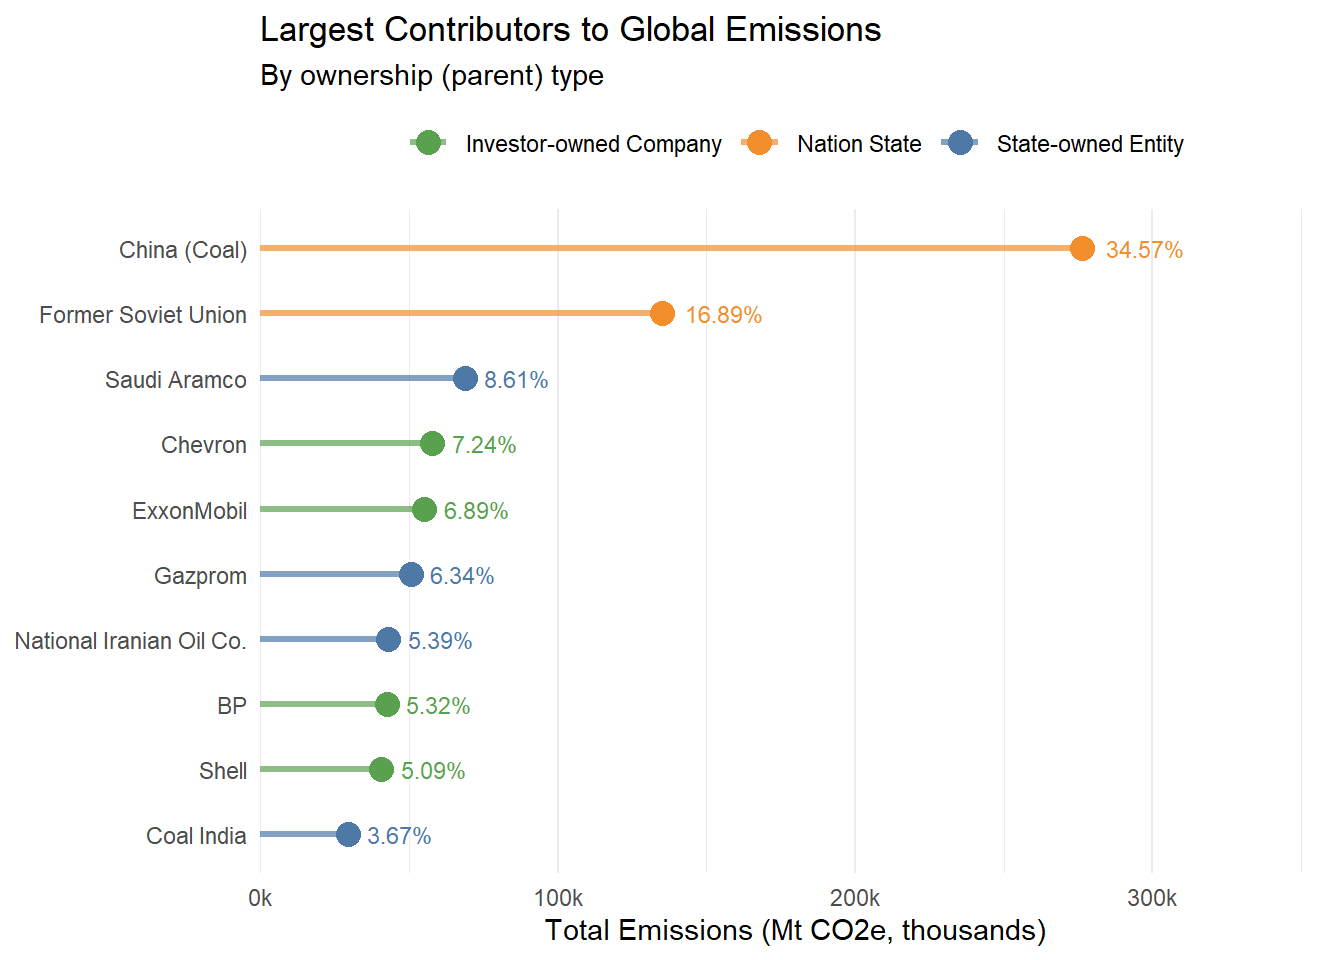 Largest Contributors to Global Emissions
By ownership (parent) type
Investor-owned Company Nation State State-owned Entity
China (Coal) 34.57%
Former Soviet Union 16.89%
Saudi Aramco 8.61%
Chevron 7.24%
ExxonMobil 6.89%
Gazprom 6.34%
National Iranian Oil Co. 5.39%
BP 5.32%
Shell 5.09%
Coal India 3.67%
0k 100k 200k 300k
Total Emissions (Mt CO2e, thousands)